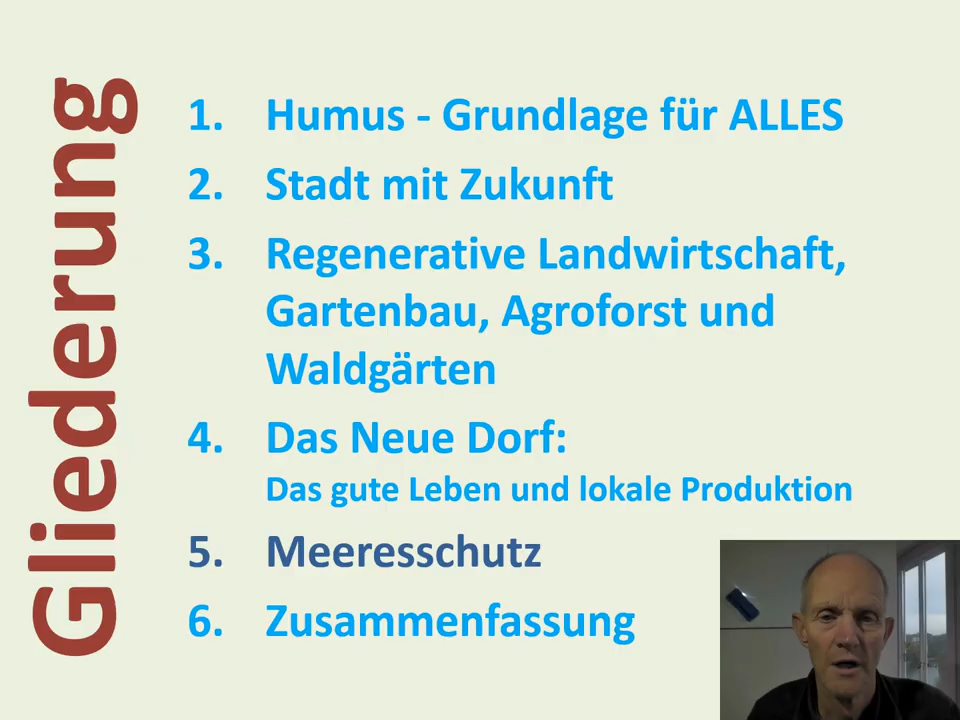 Gliederung
1. Humus - Grundlage für ALLES
2. Stadt mit Zukunft
3. Regenerative Landwirtschaft,
Gartenbau, Agroforst und
Waldgärten
4. Das Neue Dorf:
Das gute Leben und lokale Produktion
5. Meeresschutz
6. Zusammenfassung